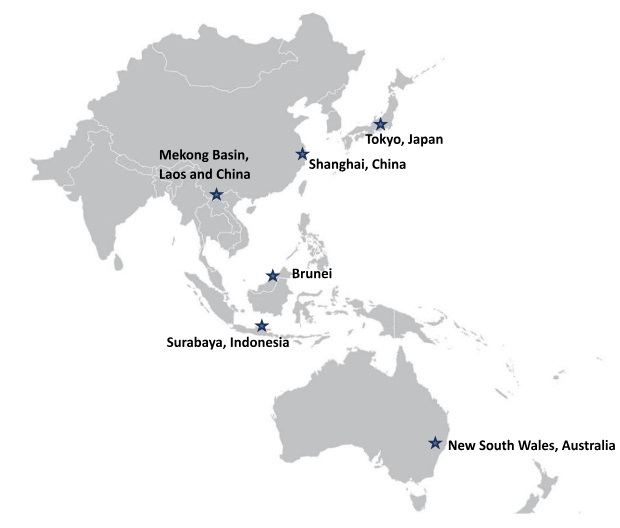 Tokyo, Japan
Mekong Basin,
Laos and China
Shanghai, China
Brunei
Surabaya, Indonesia
New South Wales, Australia